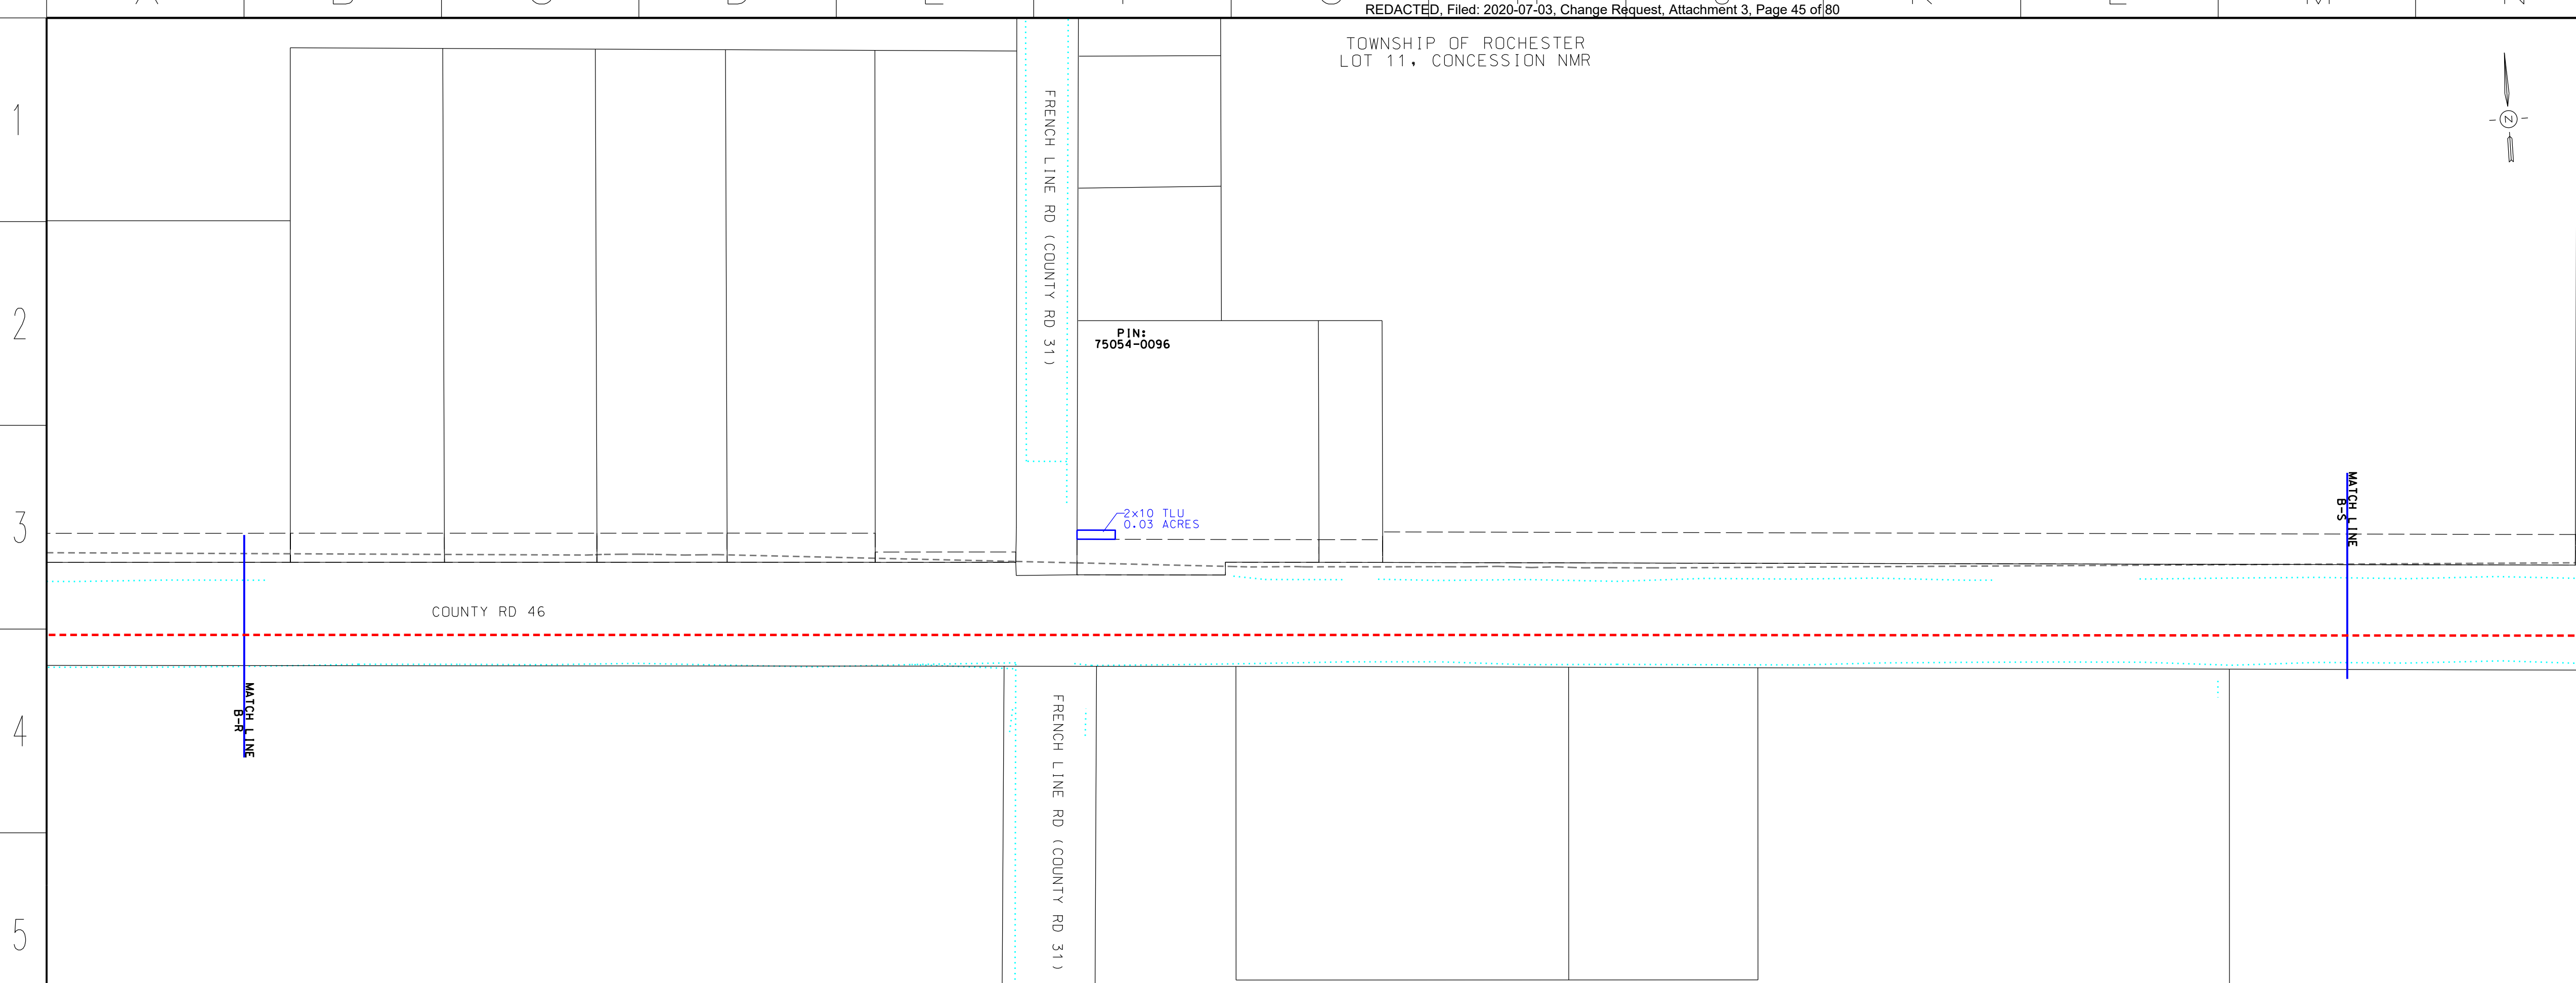 REDACTED, Filed: 2020-07-03, Change Request, Attachment 3, Page 45 of 80
TOWNSHIP OF ROCHESTER
LOT 11, CONCESSION NMR
1
N
FRENCH LINE RD (COUNTY RD 31)
2
PIN:
75054-0096
3
2x10 TLU
0.03 ACRES
MATCH LINE
B-S
COUNTY RD 46
4
MATCH LINE
B-R
FRENCH LINE RD (COUNTY RD 31)
5